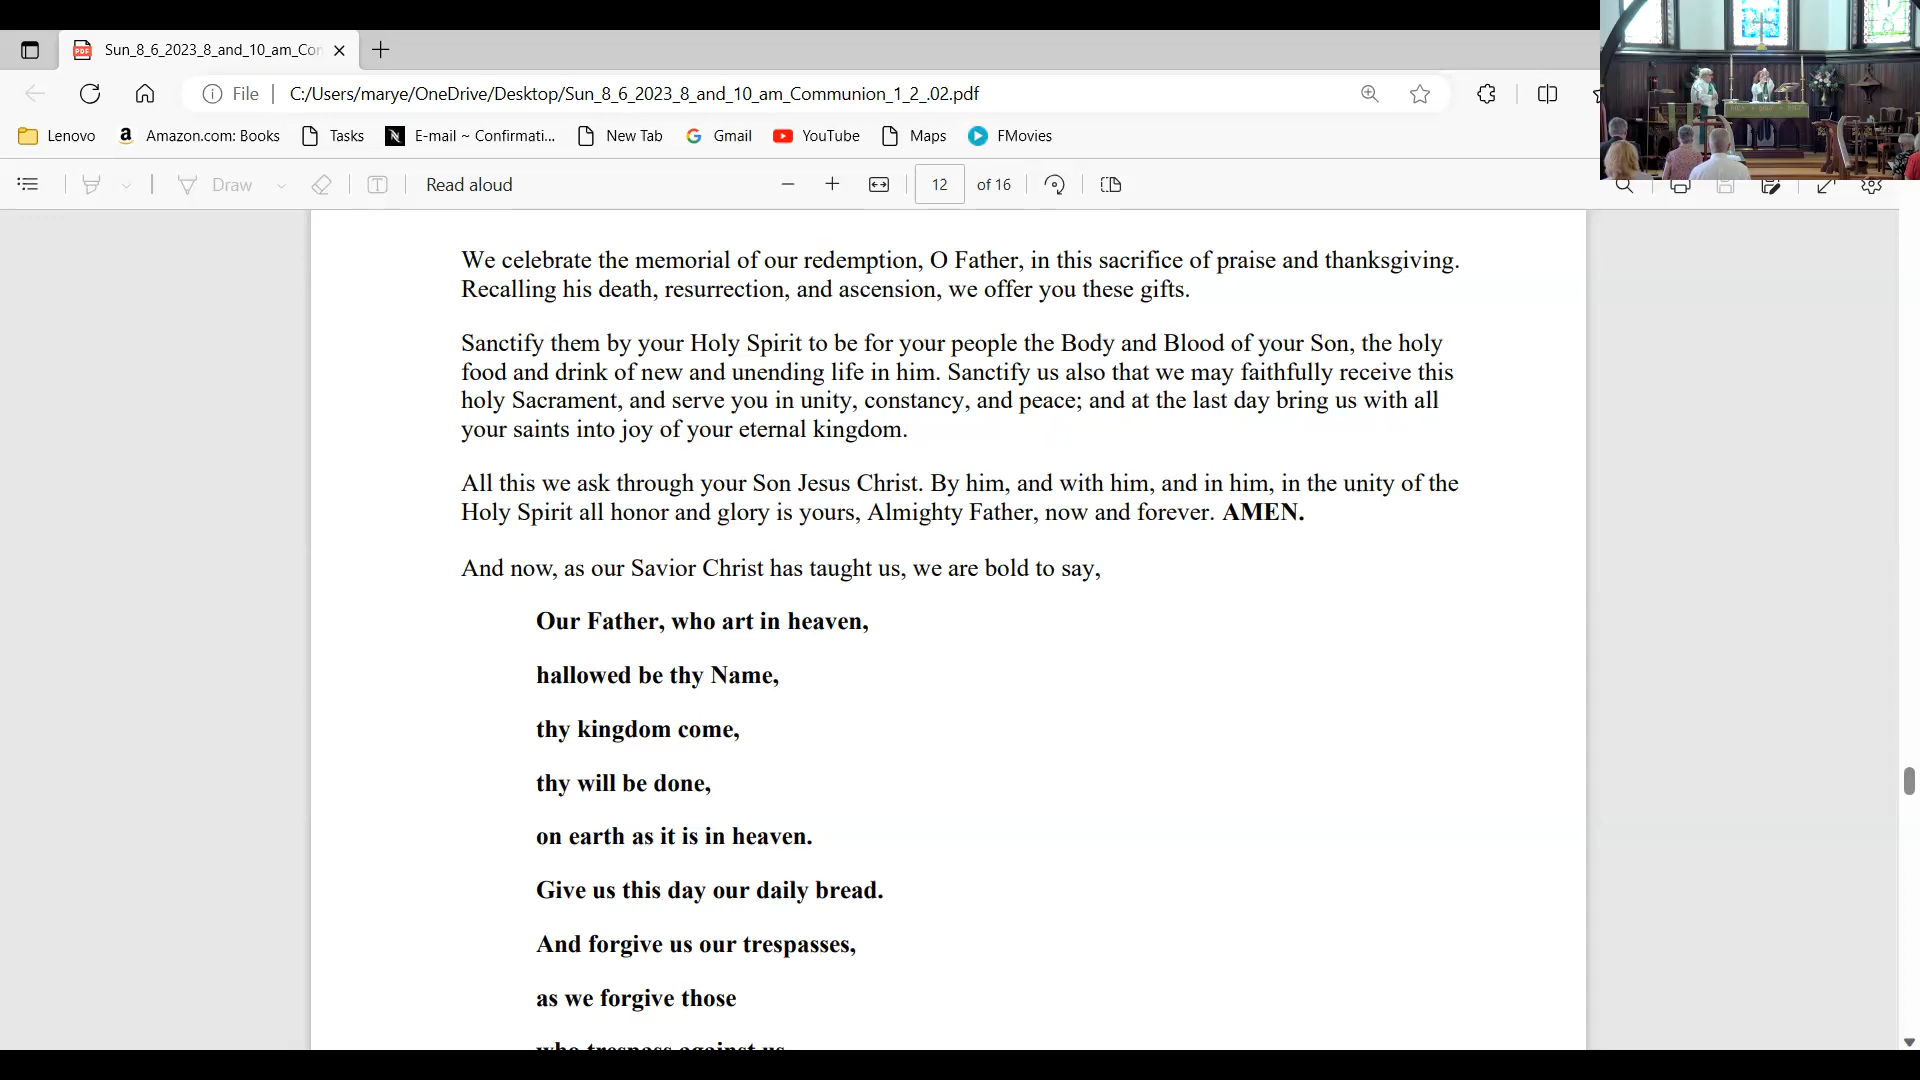 Sun_8_6_2023_8_and_10_am_Con
File C:/Users/marye/OneDrive/Desktop/Sun_8_6_2023_8_and_10_am_Communion_1_2_.02.pdf
Lenovo Amazon.com: Books Tasks E-mail ~ Confirmati... New Tab Gmail YouTube Maps FMovies
Draw Read aloud 12 of 16
We celebrate the memorial of our redemption, O Father, in this sacrifice of praise and thanksgiving.
Recalling his death, resurrection, and ascension, we offer you these gifts.
Sanctify them by your Holy Spirit to be for your people the Body and Blood of your Son, the holy
food and drink of new and unending life in him. Sanctify us also that we may faithfully receive this
holy Sacrament, and serve you in unity, constancy, and peace; and at the last day bring us with all
your saints into joy of your eternal kingdom.
All this we ask through your Son Jesus Christ. By him, and with him, and in him, in the unity of the
Holy Spirit all honor and glory is yours, Almighty Father, now and forever. AMEN.
And now, as our Savior Christ has taught us, we are bold to say,
Our Father, who art in heaven,
hallowed be thy Name,
thy kingdom come,
thy will be done,
on earth as it is in heaven.
Give us this day our daily bread.
And forgive us our trespasses,
as we forgive those
who trespass against us